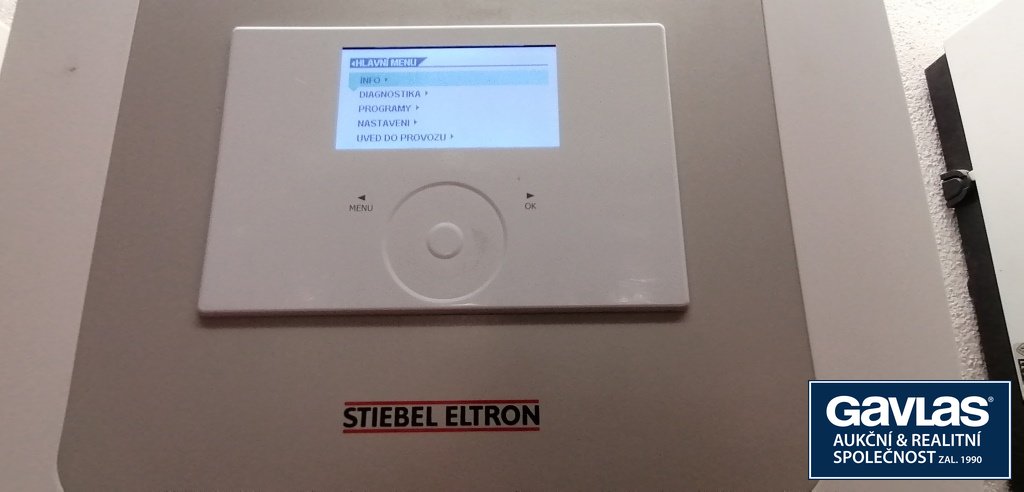 HLAVNÍ MENU
INFO
DIAGNOSTIKA
PROGRAMY
NASTAVENÍ
UVED DO PROVOZU
MENU
OK
STIEBEL ELTRON
GAVLAS®
AUKČNÍ & REALITNÍ
SPOLEČNOST ZAL. 1990